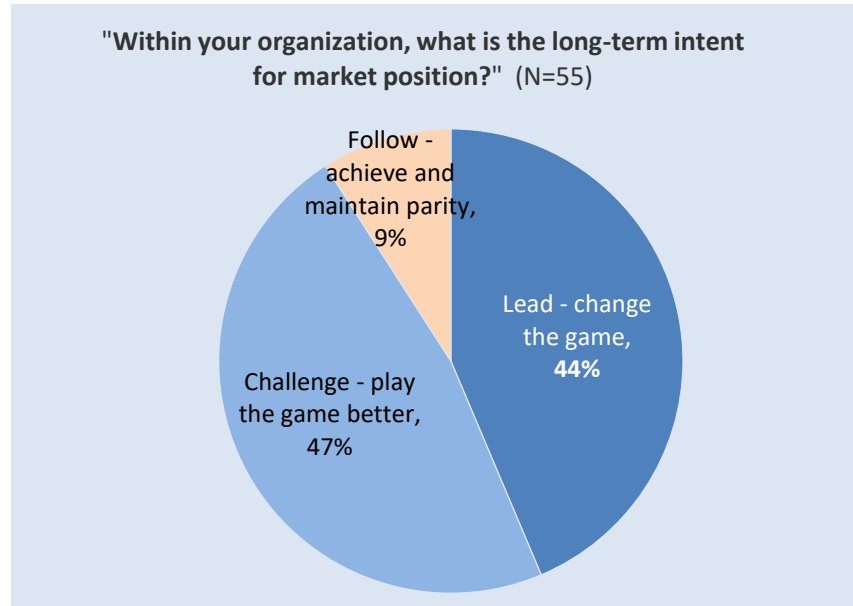 "Within your organization, what is the long-term intent
for market position?" (N=55)
Follow -
achieve and
maintain parity,
9%
Lead - change
the game,
44%
Challenge - play
the game better,
47%